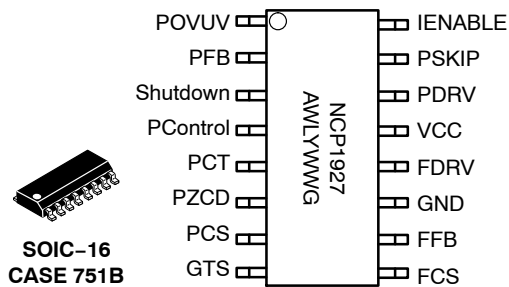 POVUV
PFB
Shutdown
PControl
PCT
PZCD
PCS
GTS
NCP1927
AWLYWWG
IENABLE
PSKIP
PDRV
VCC
FDRV
GND
FFB
FCS
SOIC−16
CASE 751B